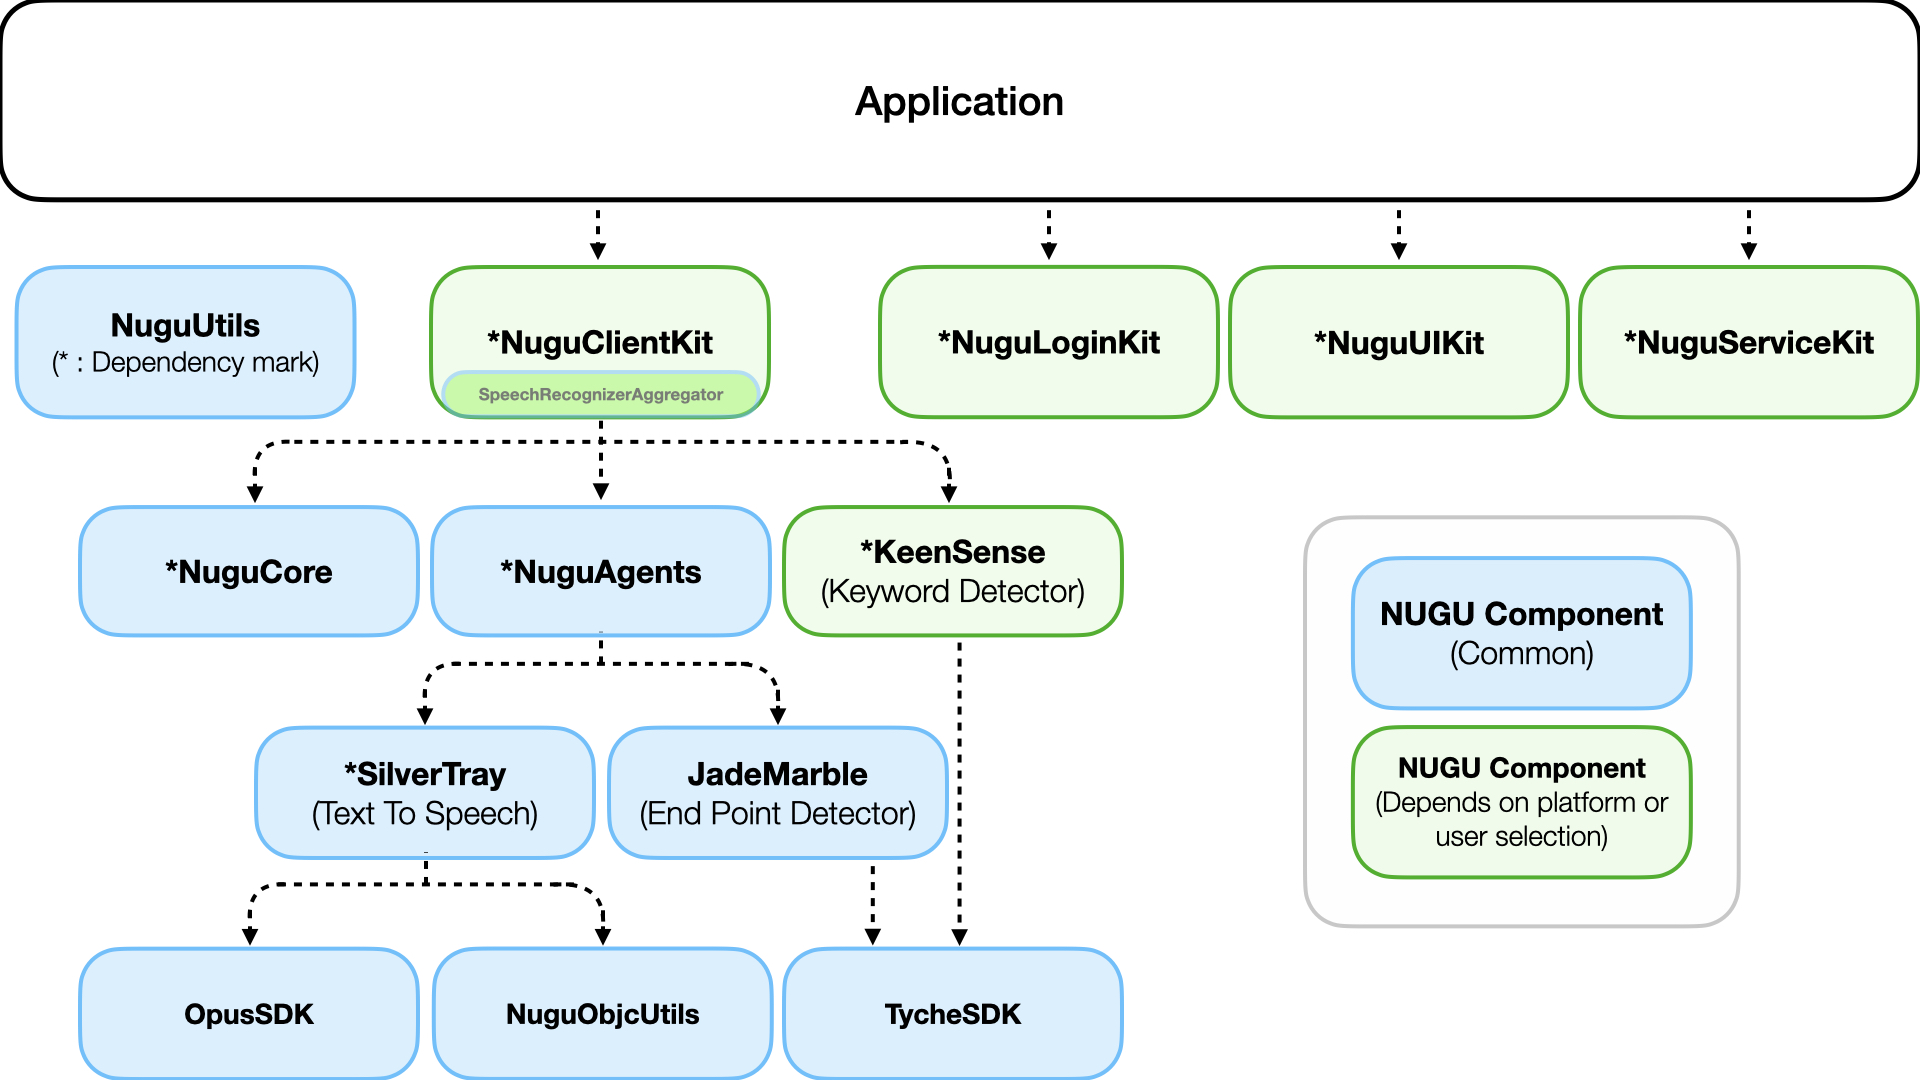 Application
NuguUtils
(* : Dependency mark)
*NuguClientKit
SpeechRecognizerAggregator
*NuguLoginKit
*NuguUIKit
*NuguServiceKit
*NuguCore
*NuguAgents
*KeenSense
(Keyword Detector)
NUGU Component
(Common)
NUGU Component
(Depends on platform or
user selection)
*SilverTray
(Text To Speech)
JadeMarble
(End Point Detector)
OpusSDK
NuguObjcUtils
TycheSDK